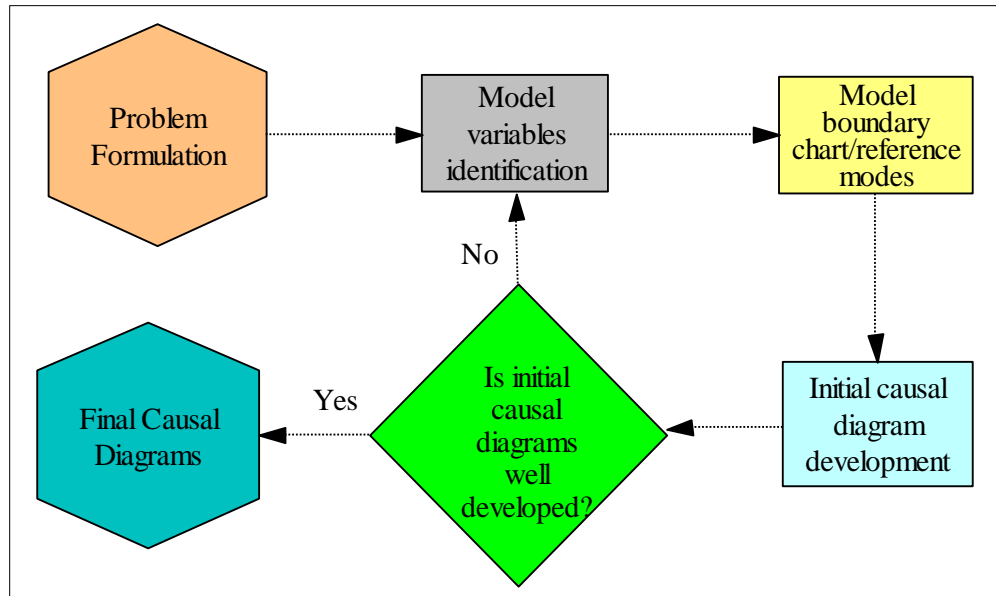 Problem
Formulation
Model
variables
identification
Model
boundary
chart/reference
modes
No
Is initial
causal
diagrams
well
developed?
Initial causal
diagram
development
Yes
Final Causal
Diagrams